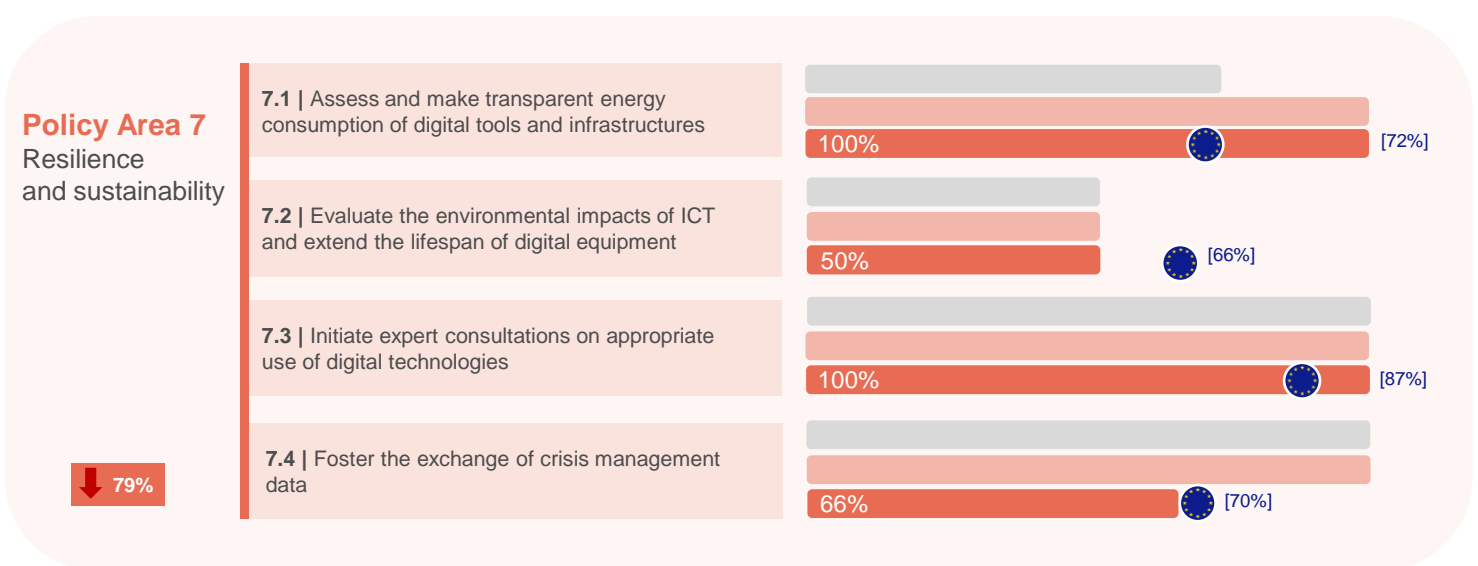 Policy Area 7
Resilience
and sustainability
79%
7.1 | Assess and make transparent energy
consumption of digital tools and infrastructures
100%
[72%]
7.2 | Evaluate the environmental impacts of ICT
and extend the lifespan of digital equipment
50%
[66%]
7.3 | Initiate expert consultations on appropriate
use of digital technologies
100%
[87%]
7.4 | Foster the exchange of crisis management
data
66%
[70%]